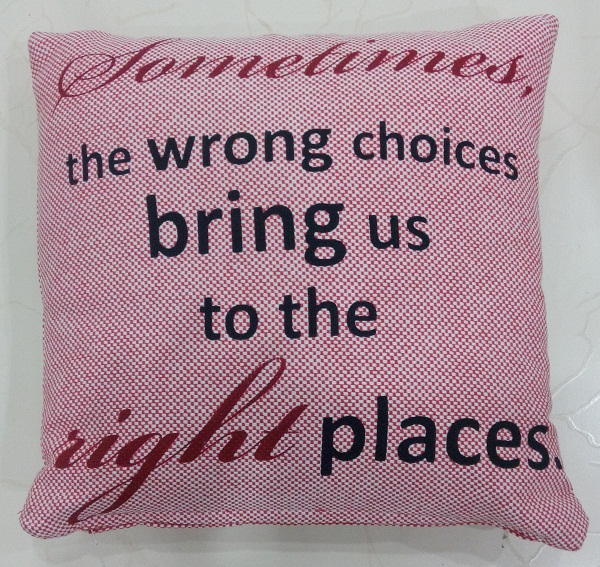 Sometimes,
the wrong choices
bring us
to the
right places.